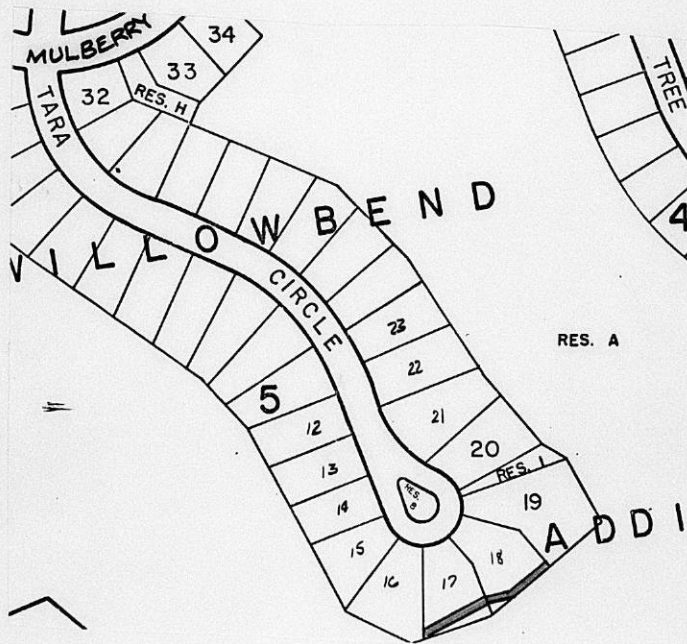 34
MULBERRY
33
32
RES. H
TARA
TREE
4
WILLOWBEND
CIRCLE
23
22
RES. A
5
21
12
20
13
RES. I
RES. B
14
19
ADDI
15
18
16
17